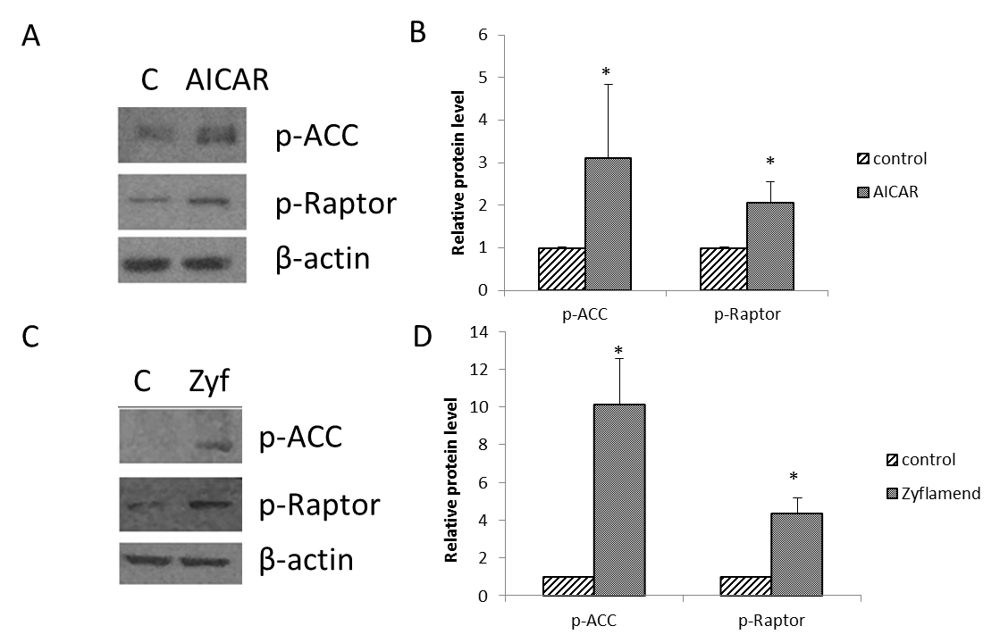 A
C AICAR
p-ACC
p-Raptor
β-actin
B
Relative protein level
6
5
4
3
2
1
0
*
*
p-ACC p-Raptor
control
AICAR
C
C Zyf
p-ACC
p-Raptor
β-actin
D
Relative protein level
14
12
10
8
6
4
2
0
*
*
p-ACC p-Raptor
control
Zyflamend